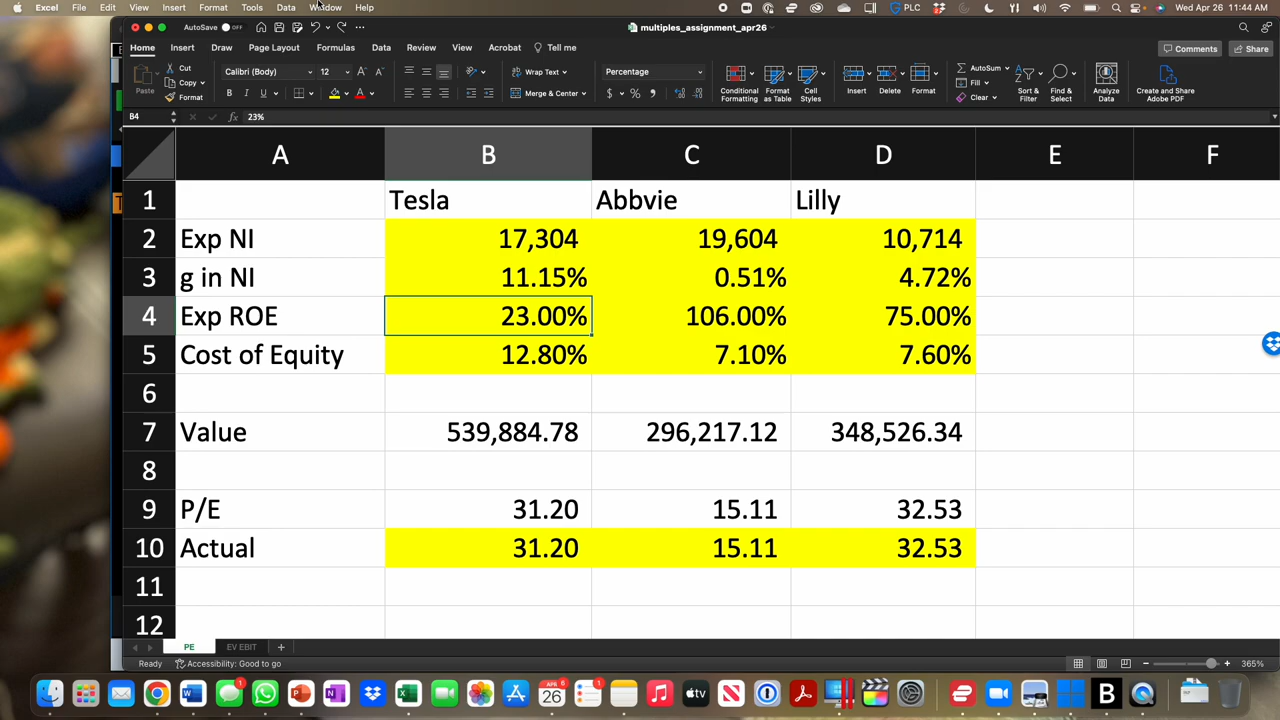 Excel File Edit View Insert Format Tools Data Window Help PLC Wed Apr 26 11:44 AM
AutoSave OFF multiples_assignment_apr26
Home Insert Draw Page Layout Formulas Data Review View Acrobat Tell me Comments Share
Paste Cut Copy Format
Calibri (Body) 12 A A Wrap Text Percentage
B I U A Merge & Center $ % 9
Conditional Formatting Format as Table Cell Styles Insert Delete Format
AutoSum Fill Clear Sort & Filter Find & Select Analyze Data Create and Share Adobe PDF
B4 fx 23%
A B C D E F
1 Tesla Abbvie Lilly
2 Exp NI 17,304 19,604 10,714
3 g in NI 11.15% 0.51% 4.72%
4 Exp ROE 23.00% 106.00% 75.00%
5 Cost of Equity 12.80% 7.10% 7.60%
6
7 Value 539,884.78 296,217.12 348,526.34
8
9 P/E 31.20 15.11 32.53
10 Actual 31.20 15.11 32.53
11
12
PE EV EBIT +
Ready Accessibility: Good to go 365%
APR 26